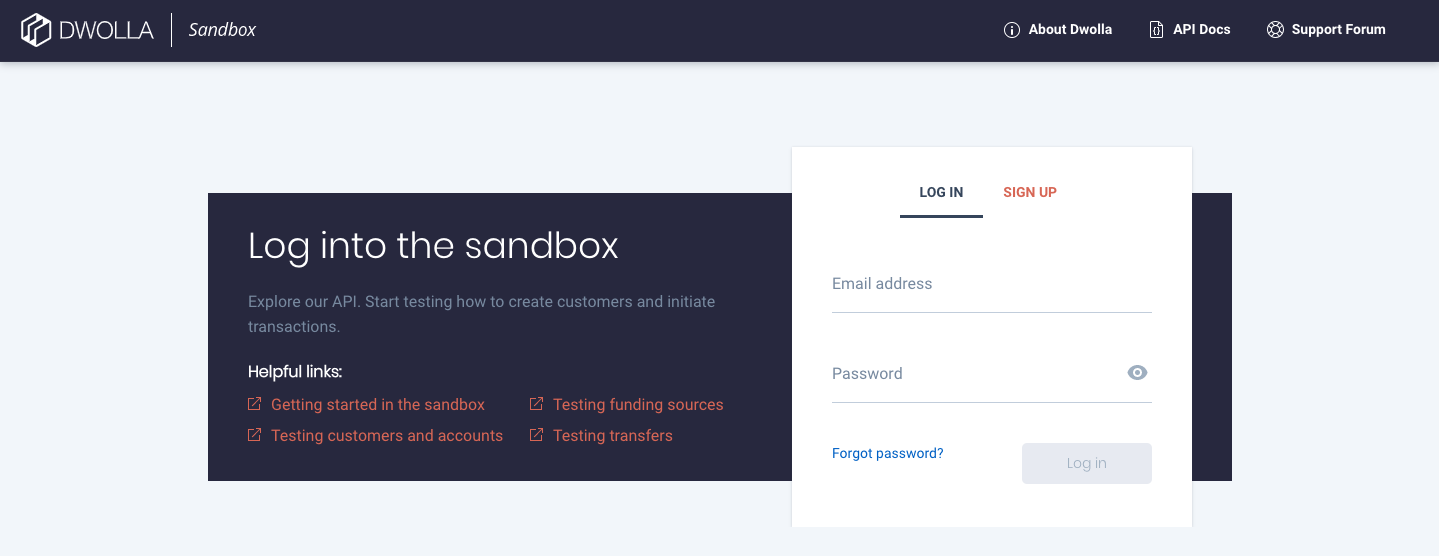 DWOLLA Sandbox About Dwolla API Docs Support Forum
LOG IN SIGN UP
Log into the sandbox
Explore our API. Start testing how to create customers and initiate
transactions.
Helpful links:
Getting started in the sandbox Testing funding sources
Testing customers and accounts Testing transfers
Email address
Password
Forgot password? Log in